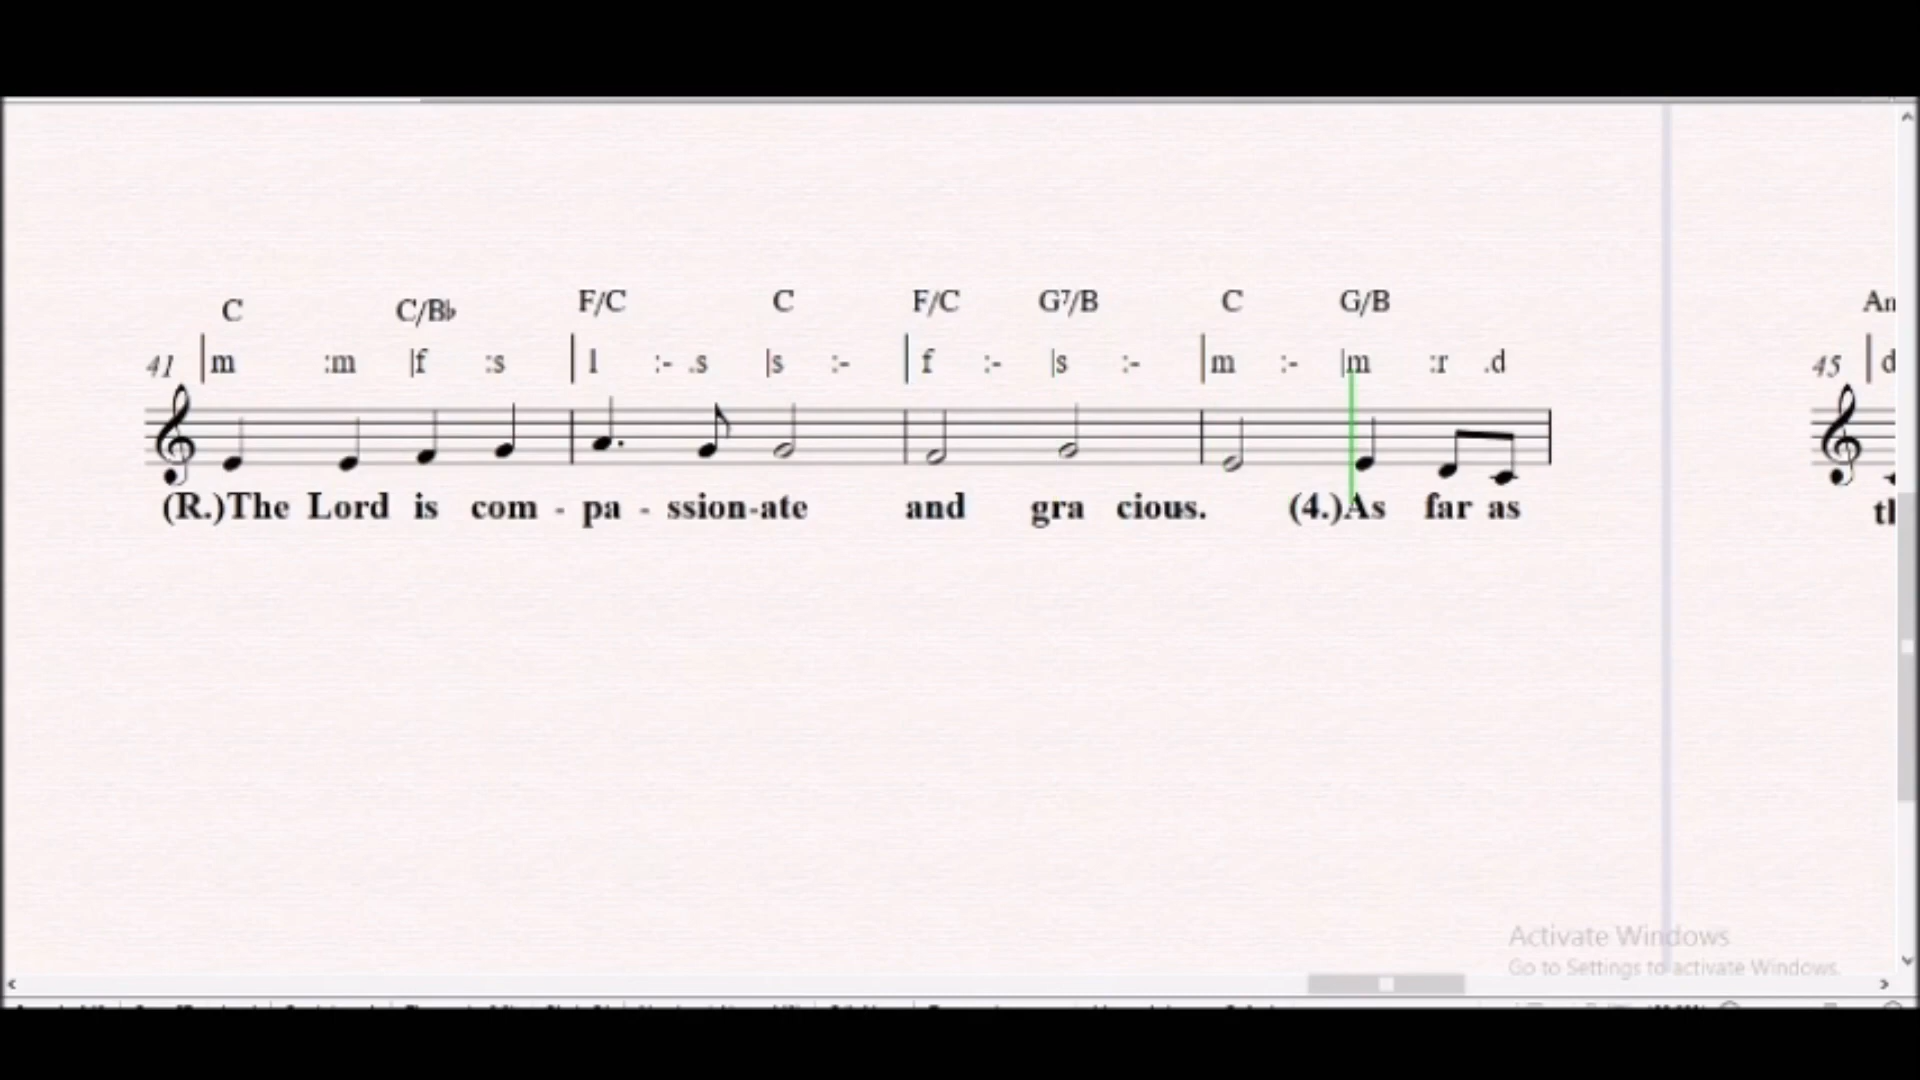 C C/B♭ F/C C F/C G⁷/B C G/B
41 |m :m |f :s |l :- .s |s :- |f :- |s :- |m :- |m :r .d 45 |d
(R.)The Lord is com - pa - ssion-ate and gra cious. (4.)As far as
Activate Windows
Go to Settings to activate Windows.